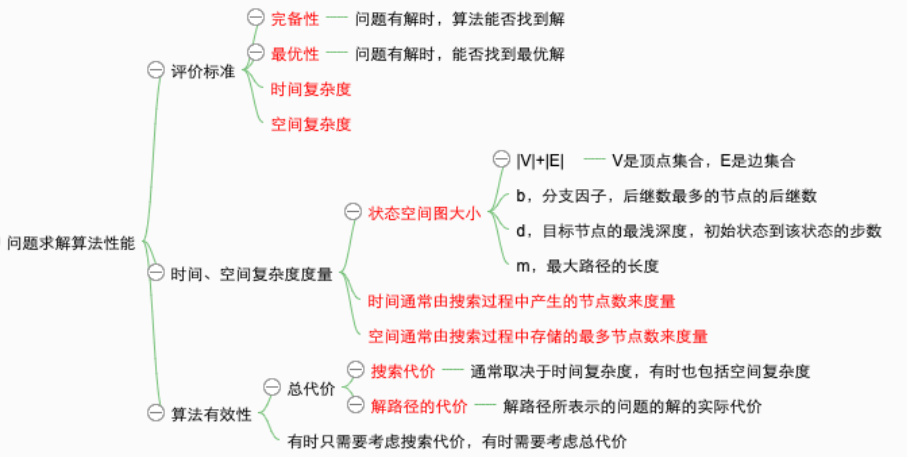 完备性 问题有解时，算法能否找到解
最优性 问题有解时，能否找到最优解
评价标准
时间复杂度
空间复杂度
|V|+|E| V是顶点集合，E是边集合
b，分支因子，后继数最多的节点的后继数
状态空间图大小
d，目标节点的最浅深度，初始状态到该状态的步数
问题求解算法性能
m，最大路径的长度
时间、空间复杂度度量
时间通常由搜索过程中产生的节点数来度量
空间通常由搜索过程中存储的最多节点数来度量
搜索代价 通常取决于时间复杂度，有时也包括空间复杂度
总代价
解路径的代价 解路径所表示的问题的解的实际代价
算法有效性
有时只需要考虑搜索代价，有时需要考虑总代价